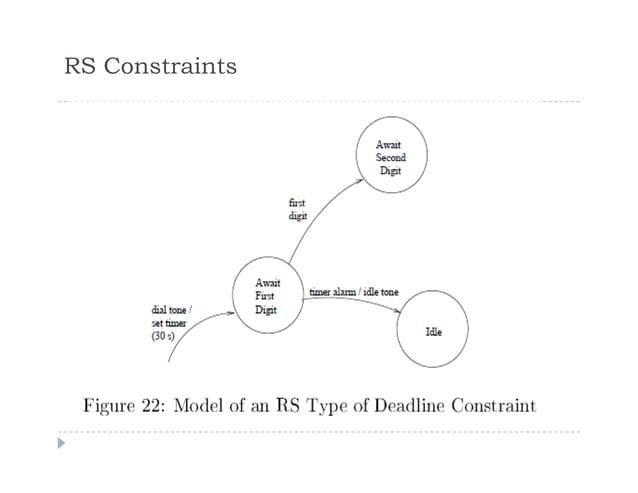 RS Constraints
Await
Second
Digit
first
digit
Await
First
Digit
timer alarm / idle tone
dial tone /
set timer
(30 s)
Idle
Figure 22: Model of an RS Type of Deadline Constraint